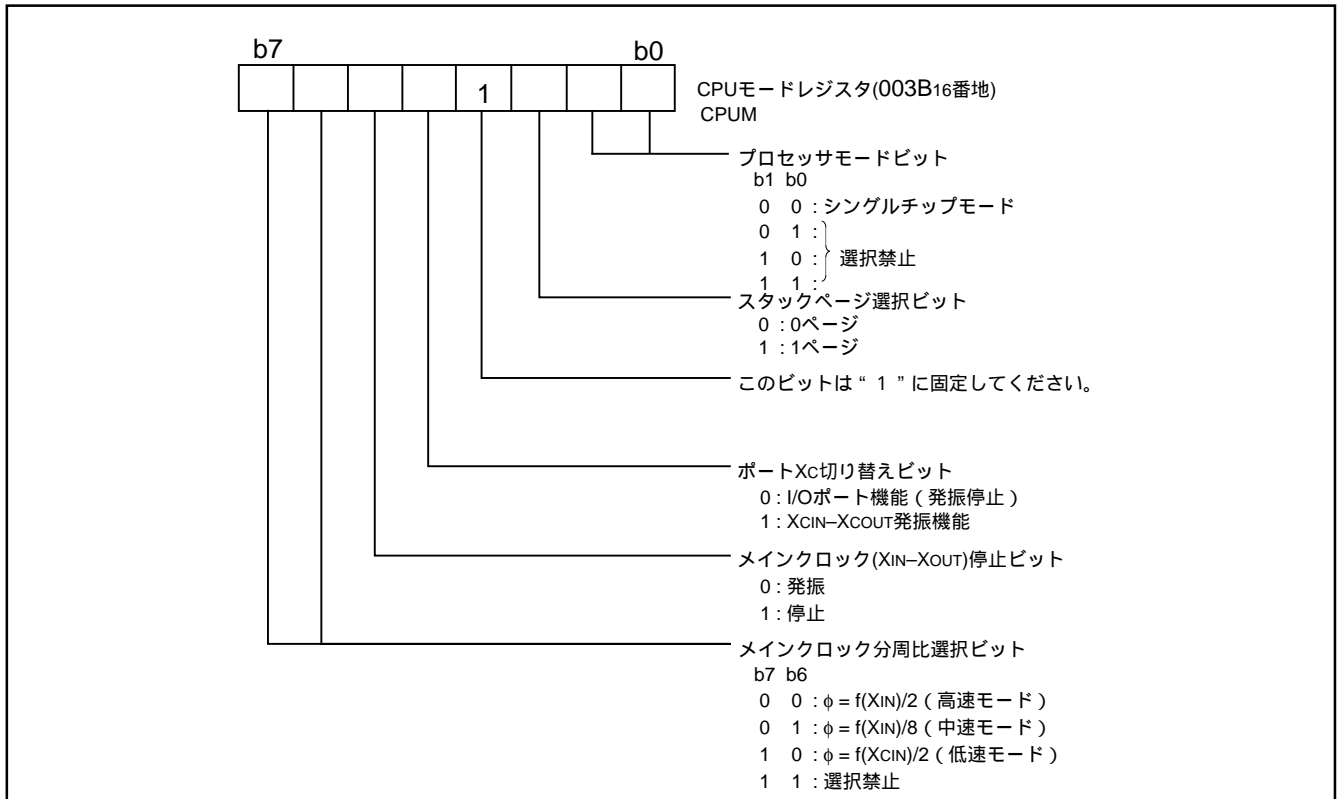 b7 b0
1
CPUモードレジスタ(003B16番地)
CPUM
プロセッサモードビット
b1 b0
0 0 : シングルチップモード
0 1 :
1 0 : 選択禁止
1 1 :
スタックページ選択ビット
0 : 0ページ
1 : 1ページ
このビットは“ 1 ”に固定してください。
ポートXC切り替えビット
0 : I/Oポート機能(発振停止)
1 : XCIN–XCOUT発振機能
メインクロック(XIN–XOUT)停止ビット
0 : 発振
1 : 停止
メインクロック分周比選択ビット
b7 b6
0 0 : φ = f(XIN)/2(高速モード)
0 1 : φ = f(XIN)/8(中速モード)
1 0 : φ = f(XCIN)/2(低速モード)
1 1 : 選択禁止